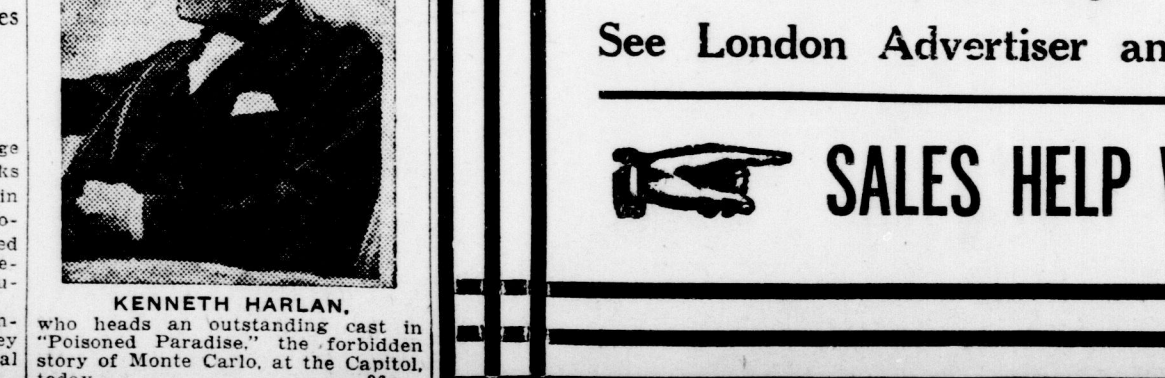 es
ge
ks
in
o-
ed
e-
u-
n-
ey
al
KENNETH HARLAN,
who heads an outstanding cast in
"Poisoned Paradise," the forbidden
story of Monte Carlo, at the Capitol,
See London Advertiser an
SALES HELP